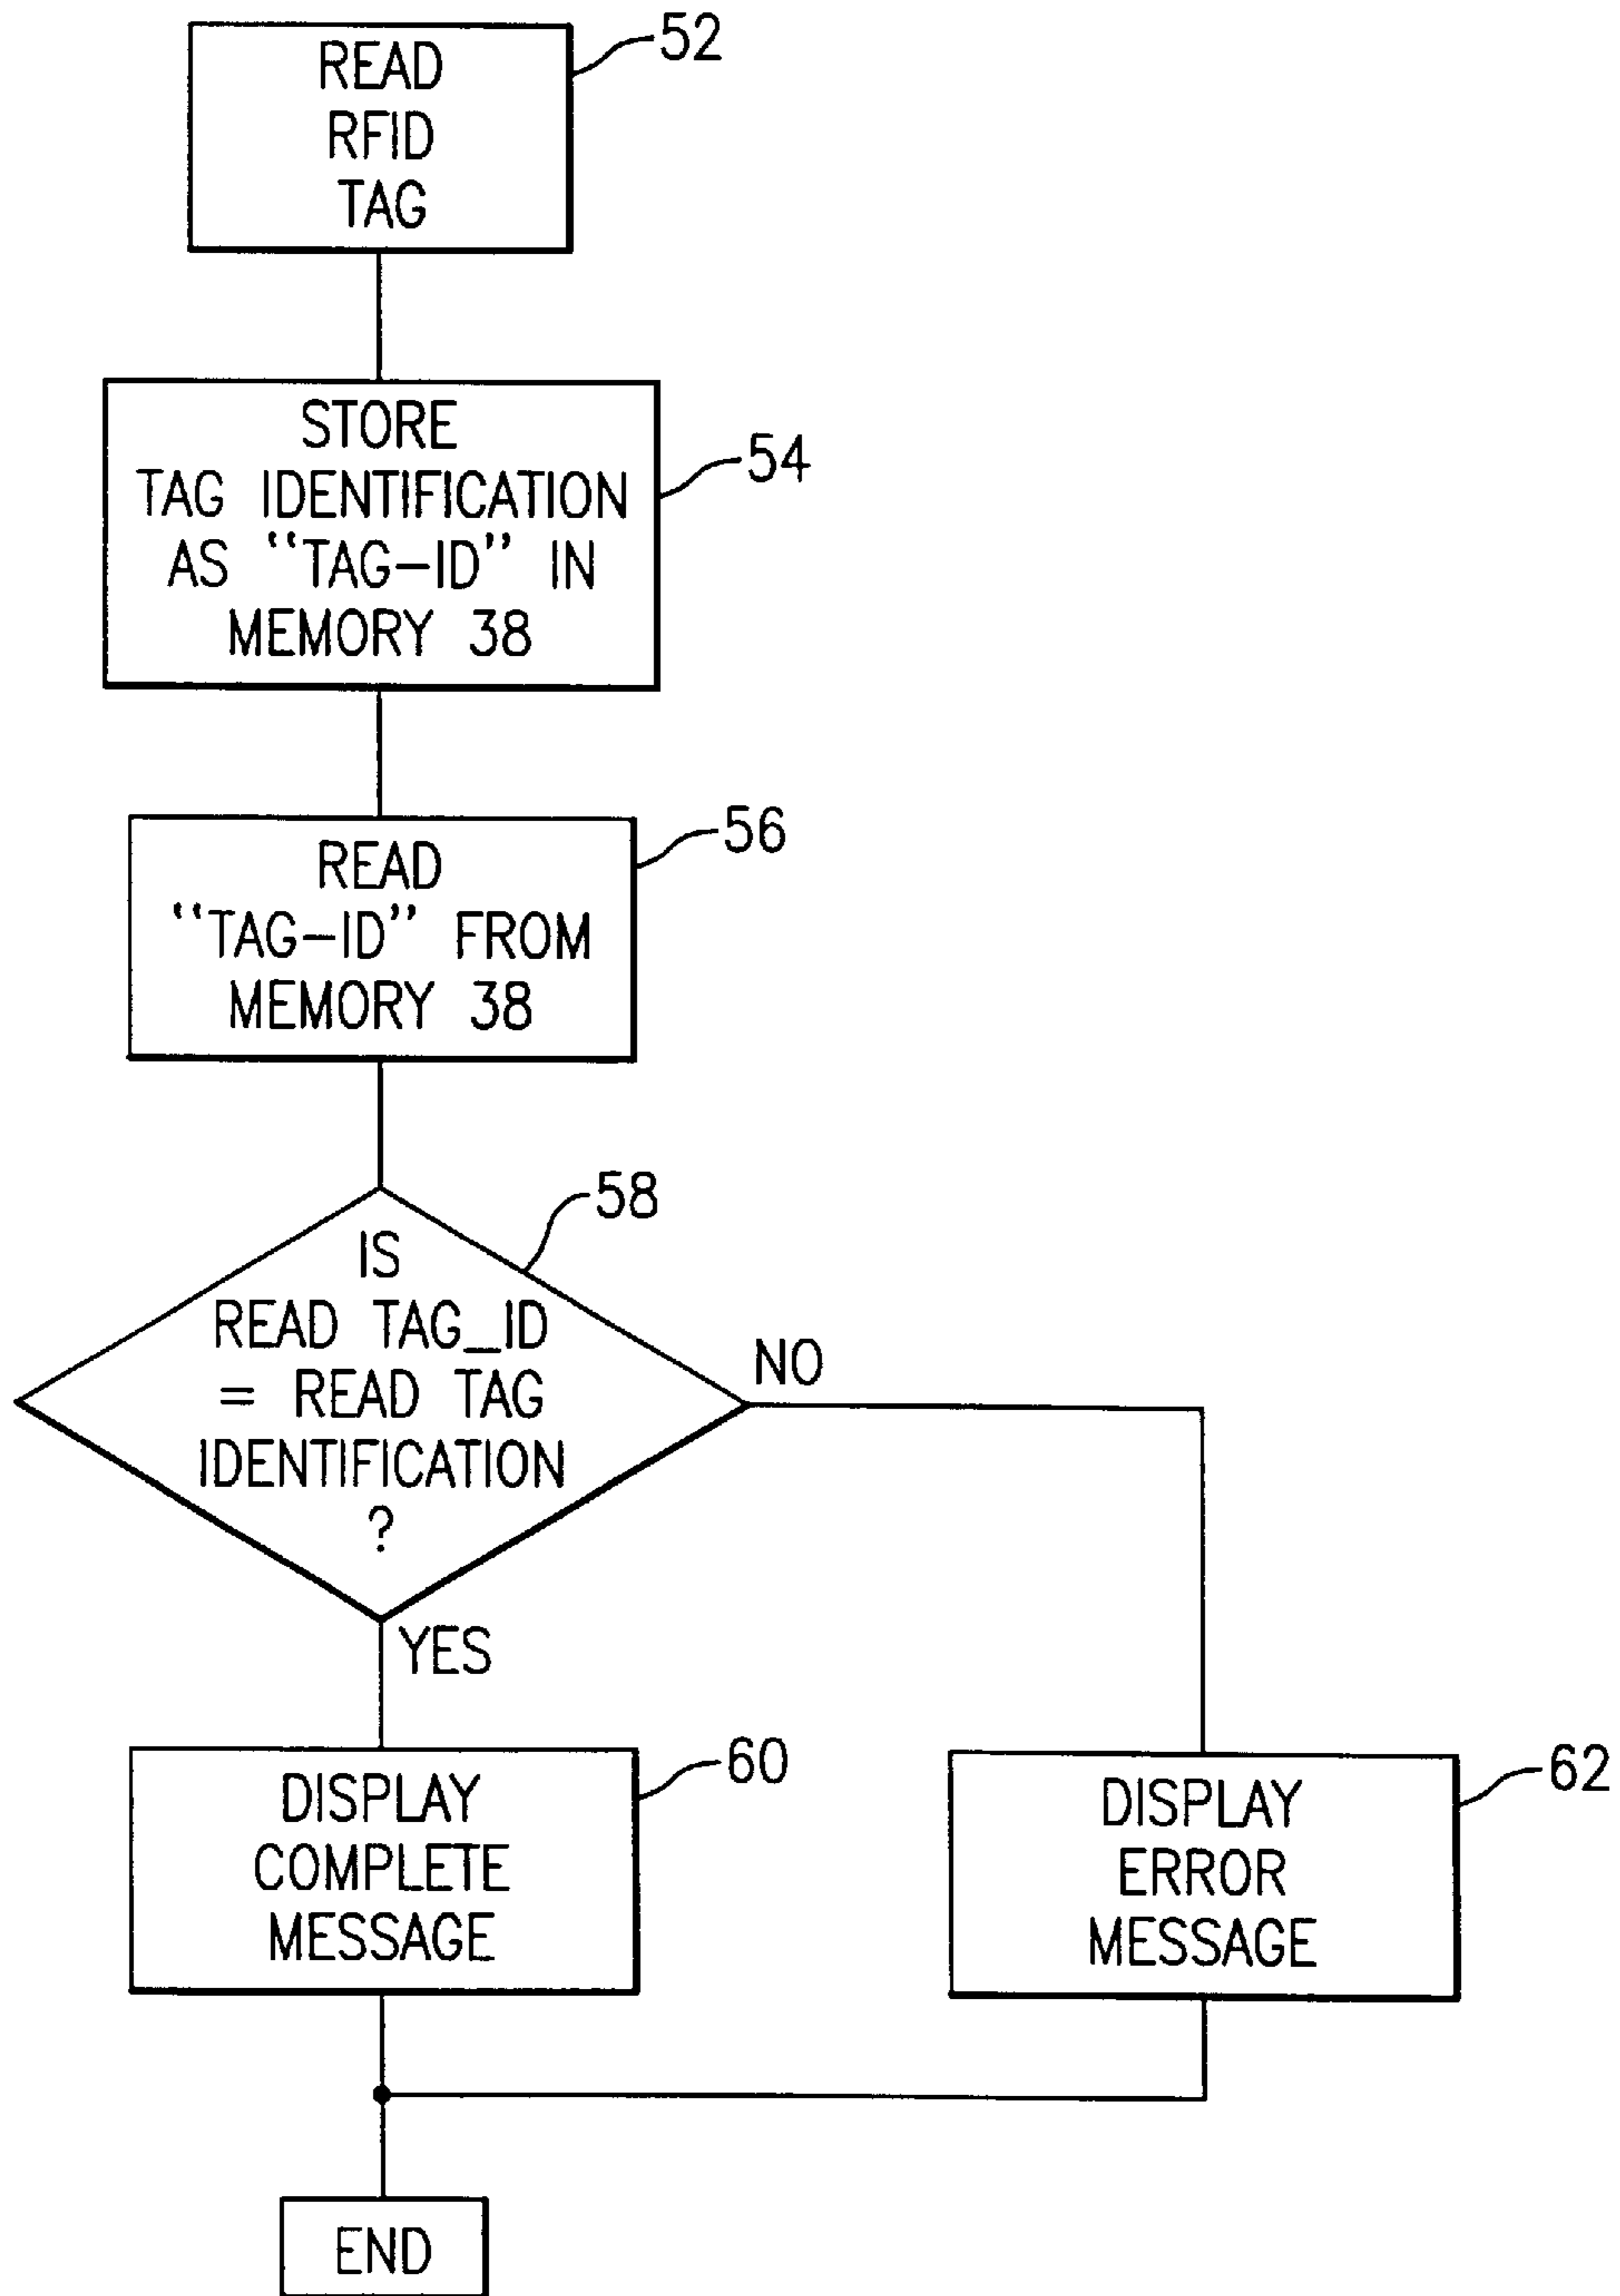 READ
RFID
TAG
52
STORE
TAG IDENTIFICATION
AS “TAG-ID” IN
MEMORY 38
54
READ
“TAG-ID” FROM
MEMORY 38
56
IS
READ TAG_ID
= READ TAG
IDENTIFICATION
?
58
NO
YES
DISPLAY
COMPLETE
MESSAGE
60
DISPLAY
ERROR
MESSAGE
62
END